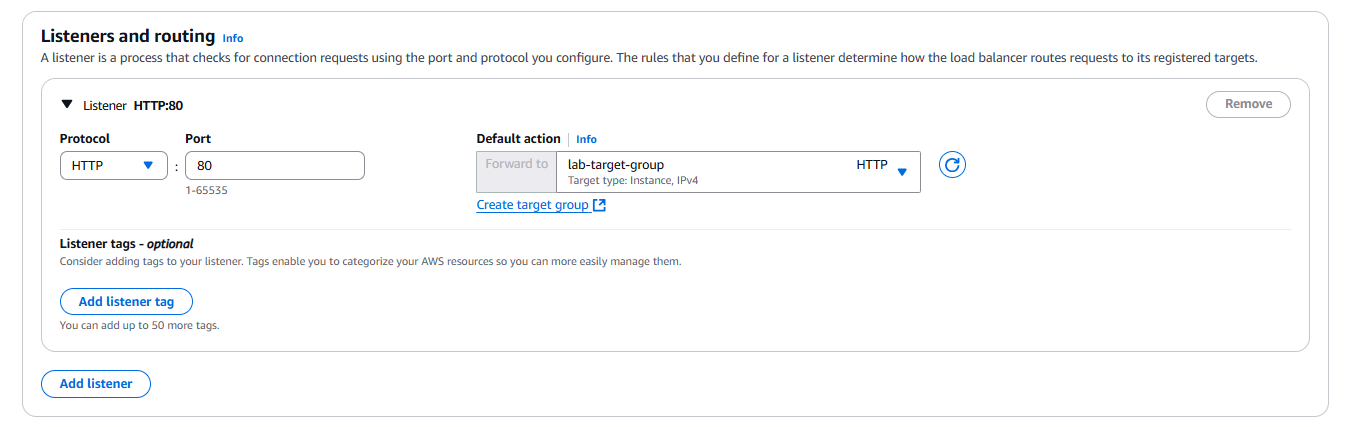 Listeners and routing Info
A listener is a process that checks for connection requests using the port and protocol you configure. The rules that you define for a listener determine how the load balancer routes requests to its registered targets.
Listener HTTP:80
Remove
Protocol Port Default action | Info
HTTP : 80 Forward to lab-target-group HTTP
Target type: Instance, IPv4
1-65535
Create target group
Listener tags - optional
Consider adding tags to your listener. Tags enable you to categorize your AWS resources so you can more easily manage them.
Add listener tag
You can add up to 50 more tags.
Add listener